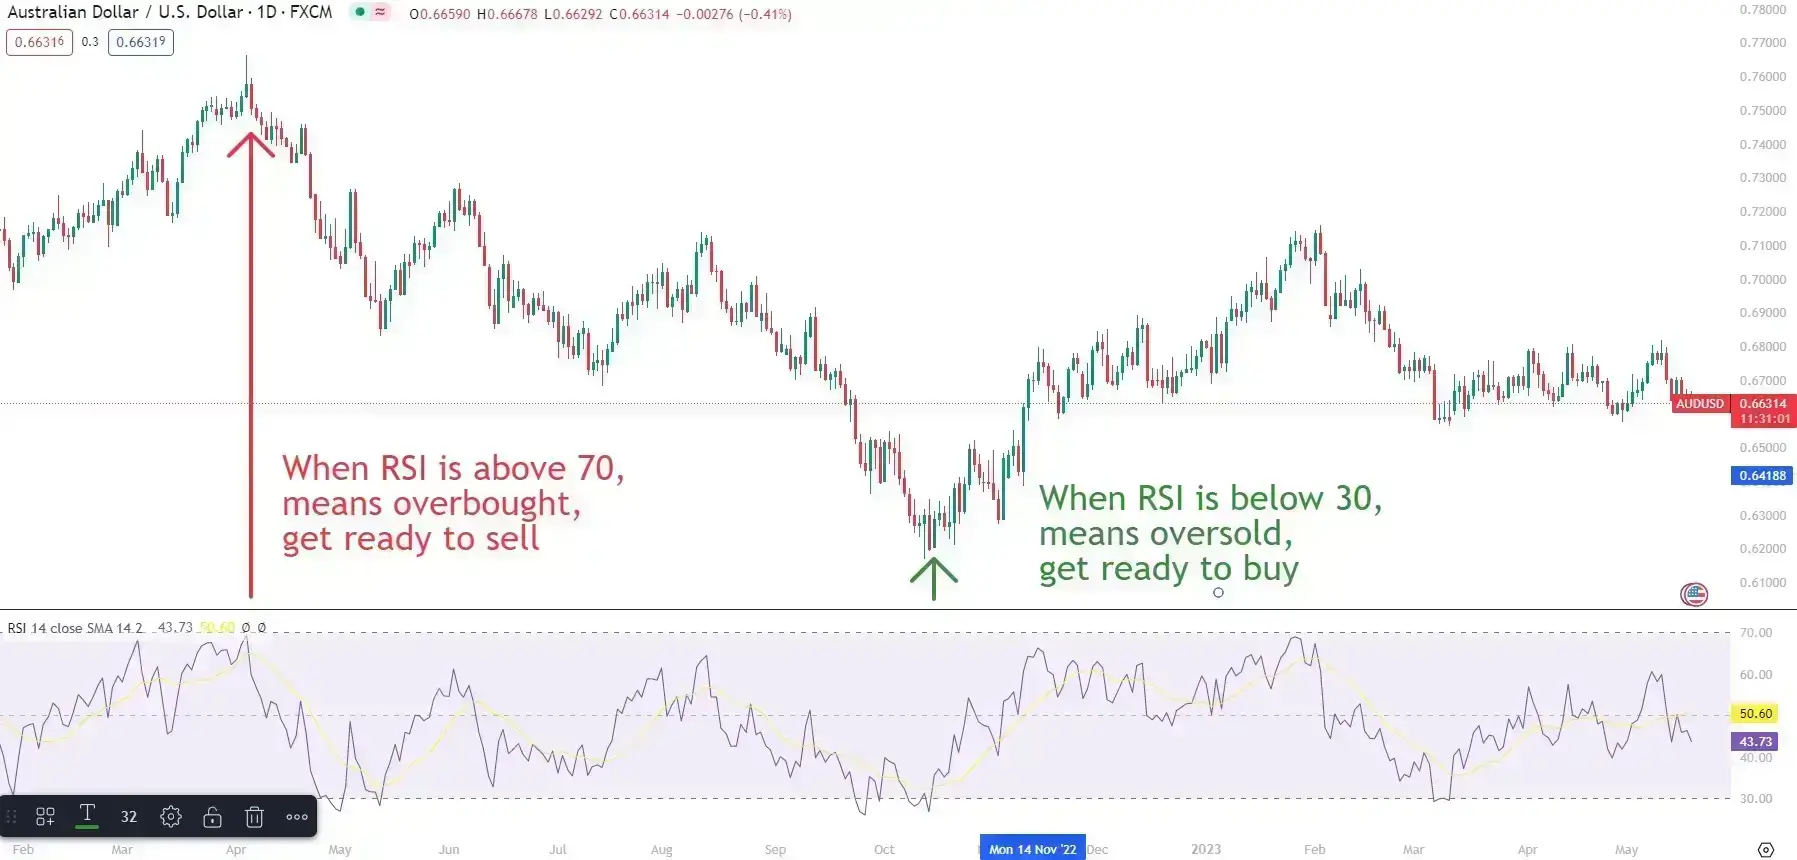 Australian Dollar / U.S. Dollar · 1D · FXCM ≈ O0.66590 H0.66678 L0.66292 C0.66314 −0.00276 (−0.41%)
0.66316 0.3 0.66319
0.78000
0.77000
0.76000
0.75000
0.74000
0.73000
0.72000
0.71000
0.70000
0.69000
0.68000
0.67000
AUDUSD 0.66314
11:31:01
0.65000
0.64188
0.63000
0.62000
0.61000
When RSI is above 70,
means overbought,
get ready to sell
When RSI is below 30,
means oversold,
get ready to buy
RSI 14 close SMA 14 2 43.73 50.60 Ø Ø
70.00
60.00
50.60
43.73
40.00
30.00
T 32
Feb Mar Apr May Jun Jul Aug Sep Oct Mon 14 Nov '22 Dec 2023 Feb Mar Apr May